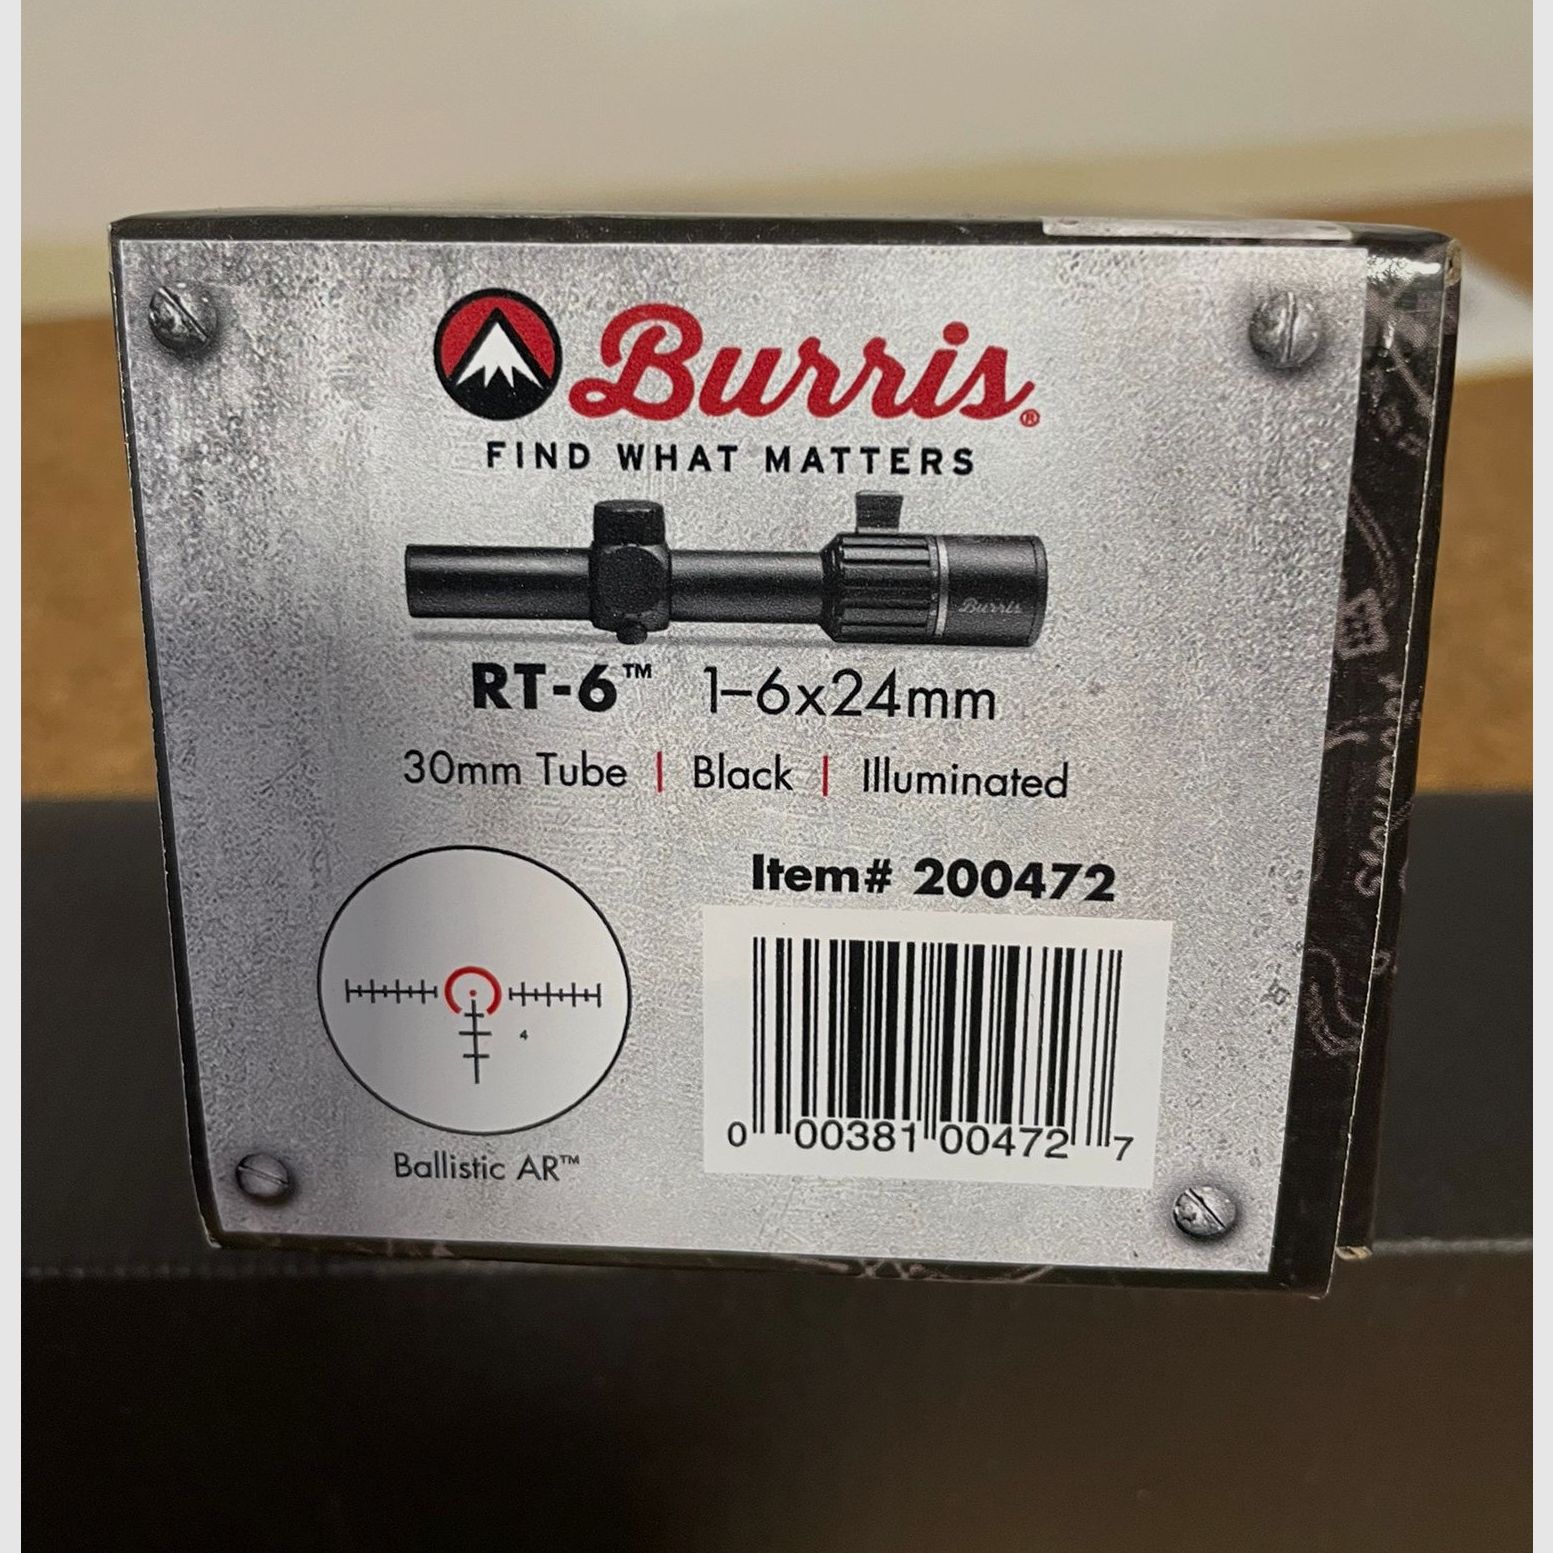 Burris®
FIND WHAT MATTERS
Burris
RT-6™ 1–6x24mm
30mm Tube | Black | Illuminated
Item# 200472
4
0 00381 00472 7
Ballistic AR™